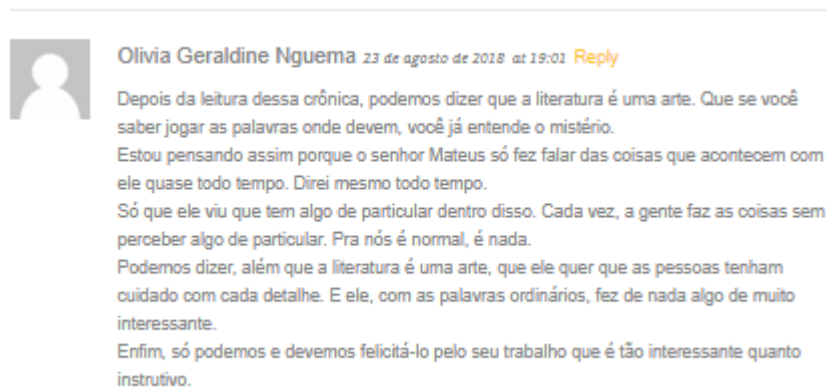 Olivia Geraldine Nguema 23 de agosto de 2018 at 19:01 Reply
Depois da leitura dessa crônica, podemos dizer que a literatura é uma arte. Que se você
saber jogar as palavras onde devem, você já entende o mistério.
Estou pensando assim porque o senhor Mateus só fez falar das coisas que acontecem com
ele quase todo tempo. Direi mesmo todo tempo.
Só que ele viu que tem algo de particular dentro disso. Cada vez, a gente faz as coisas sem
perceber algo de particular. Pra nós é normal, é nada.
Podemos dizer, além que a literatura é uma arte, que ele quer que as pessoas tenham
cuidado com cada detalhe. E ele, com as palavras ordinários, fez de nada algo de muito
interessante.
Enfim, só podemos e devemos felicitá-lo pelo seu trabalho que é tão interessante quanto
instrutivo.